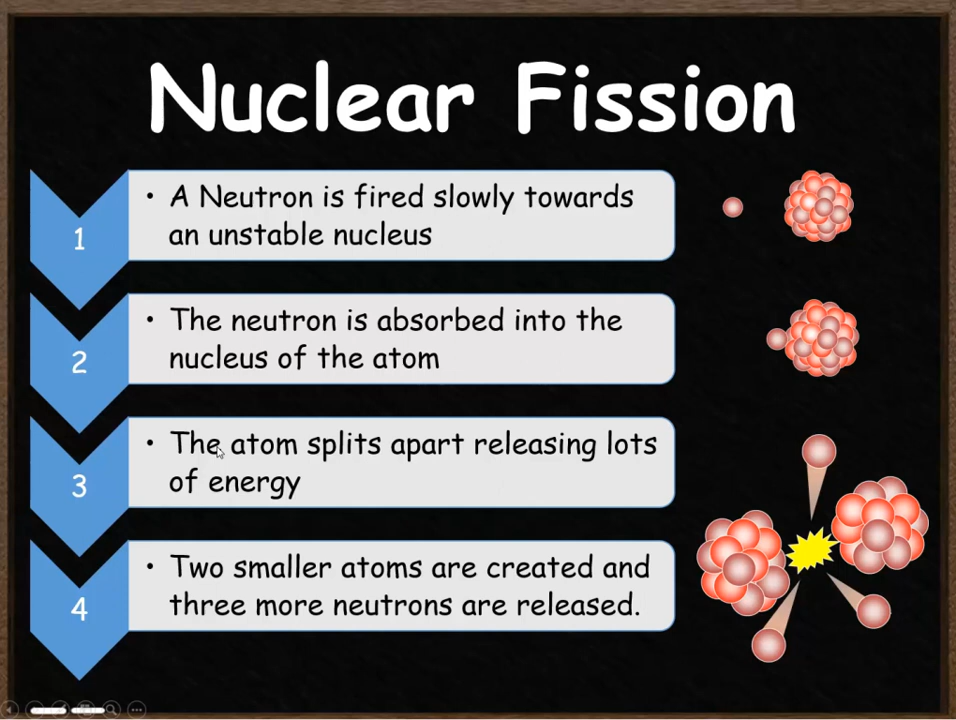 Nuclear Fission
1
• A Neutron is fired slowly towards
an unstable nucleus
2
• The neutron is absorbed into the
nucleus of the atom
3
• The atom splits apart releasing lots
of energy
4
• Two smaller atoms are created and
three more neutrons are released.